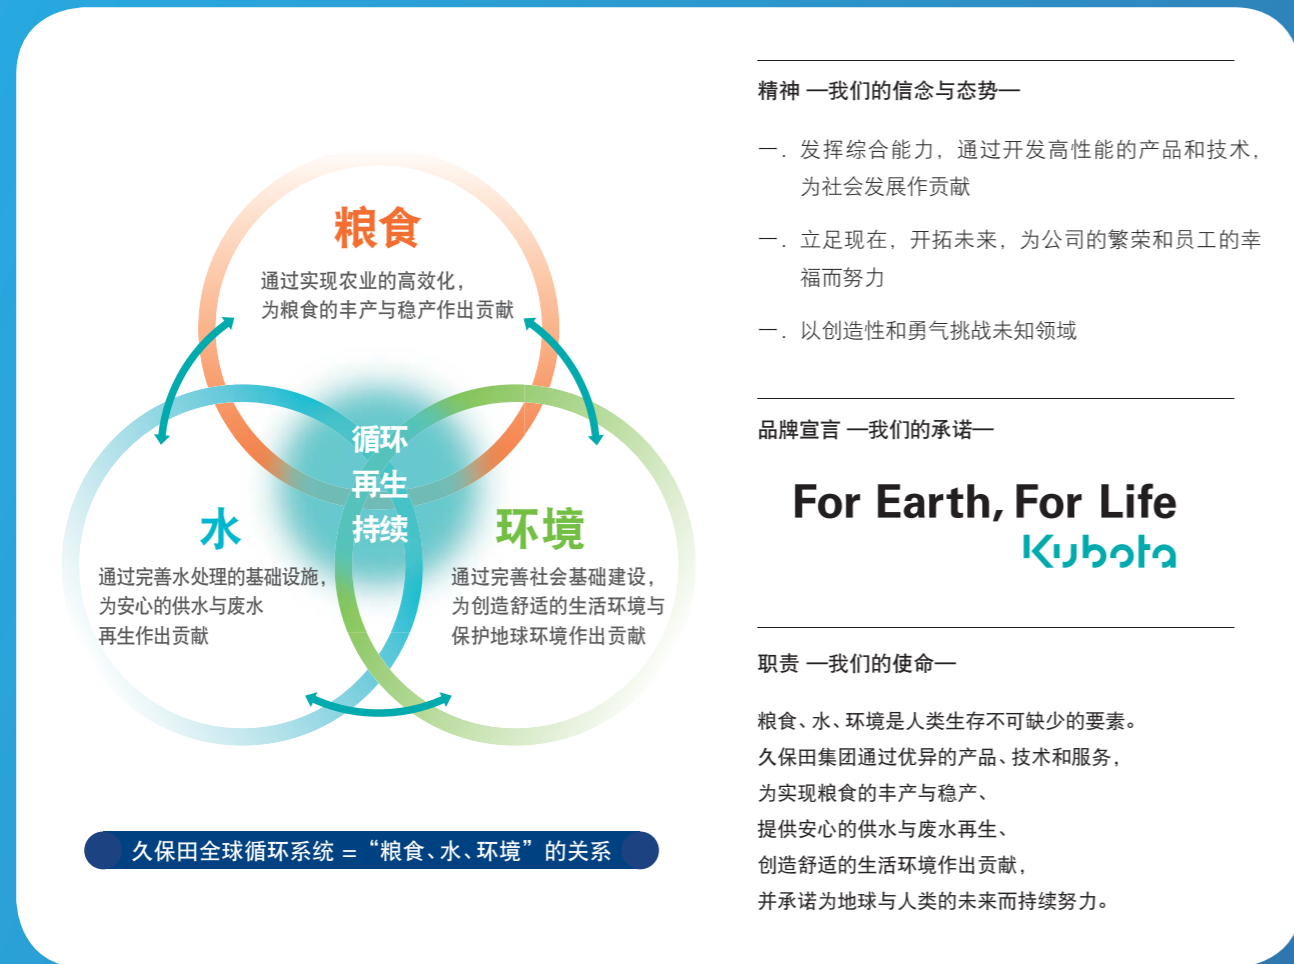 粮食
通过实现农业的高效化，
为粮食的丰产与稳产作出贡献
循环
再生
持续
水
通过完善水处理的基础设施，
为安心的供水与废水
再生作出贡献
环境
通过完善社会基础建设，
为创造舒适的生活环境与
保护地球环境作出贡献
久保田全球循环系统 =“粮食、水、环境”的关系
精神 —我们的信念与态势—
一．发挥综合能力，通过开发高性能的产品和技术，
为社会发展作贡献
一．立足现在，开拓未来，为公司的繁荣和员工的幸
福而努力
一．以创造性和勇气挑战未知领域
品牌宣言 —我们的承诺—
For Earth, For Life
Kubota
职责 —我们的使命—
粮食、水、环境是人类生存不可缺少的要素。
久保田集团通过优异的产品、技术和服务，
为实现粮食的丰产与稳产、
提供安心的供水与废水再生、
创造舒适的生活环境作出贡献，
并承诺为地球与人类的未来而持续努力。